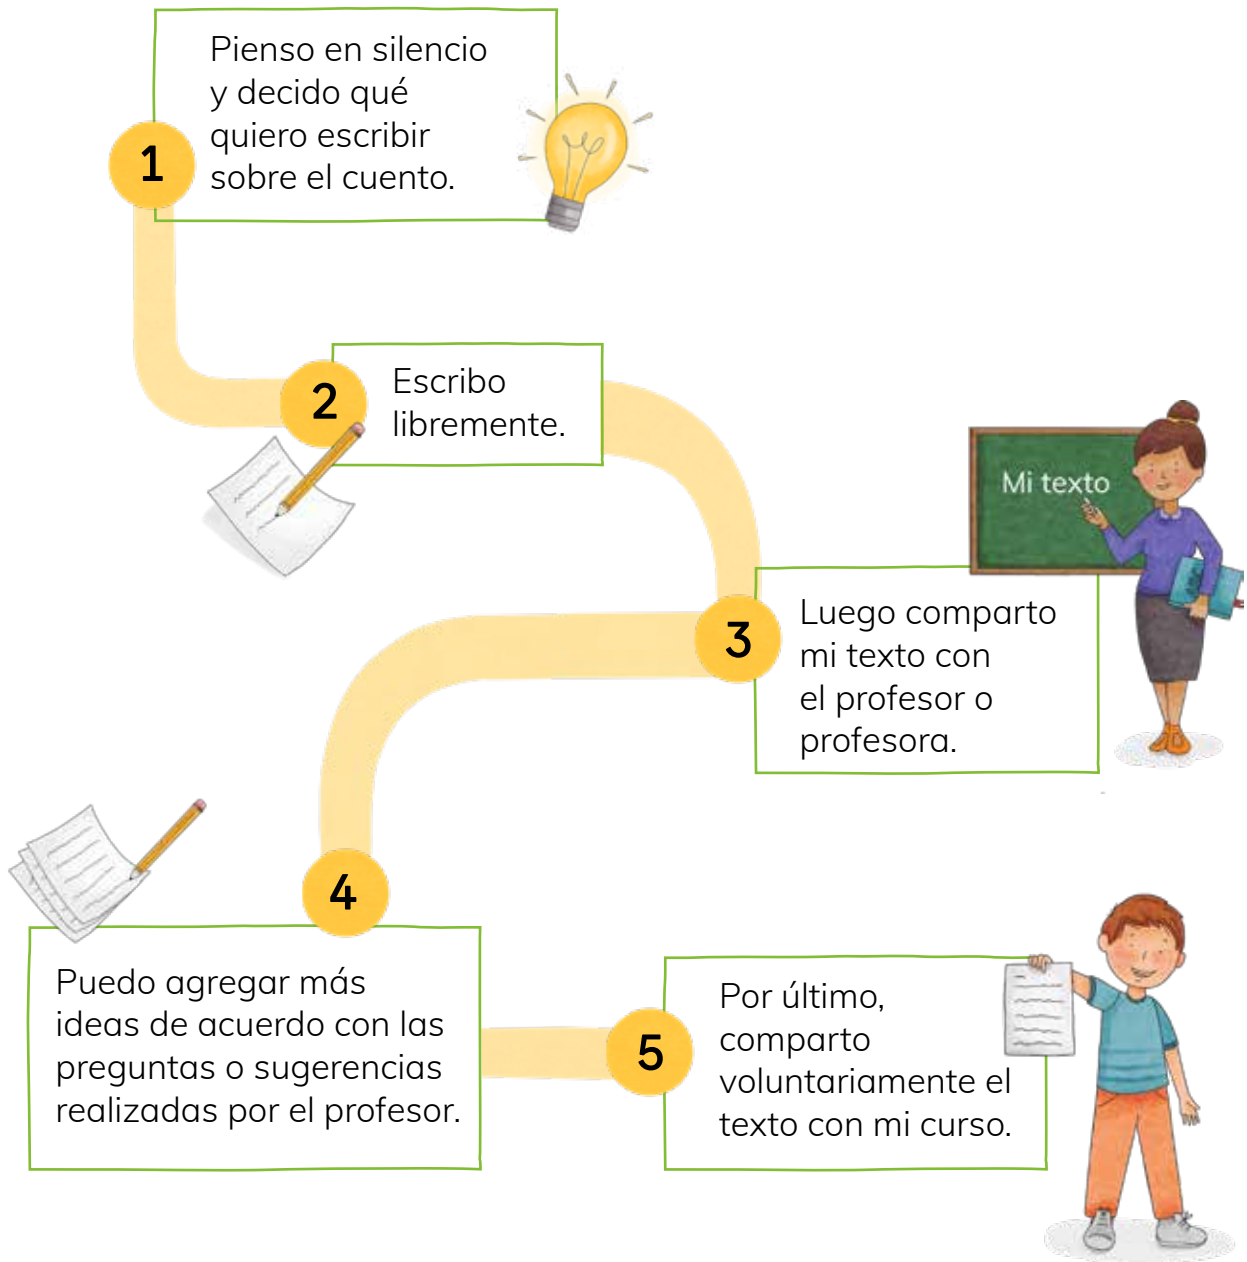 1
Pienso en silencio
y decido qué
quiero escribir
sobre el cuento.
2
Escribo
libremente.
Mi texto
3
Luego comparto
mi texto con
el profesor o
profesora.
4
Puedo agregar más
ideas de acuerdo con las
preguntas o sugerencias
realizadas por el profesor.
5
Por último,
comparto
voluntariamente el
texto con mi curso.